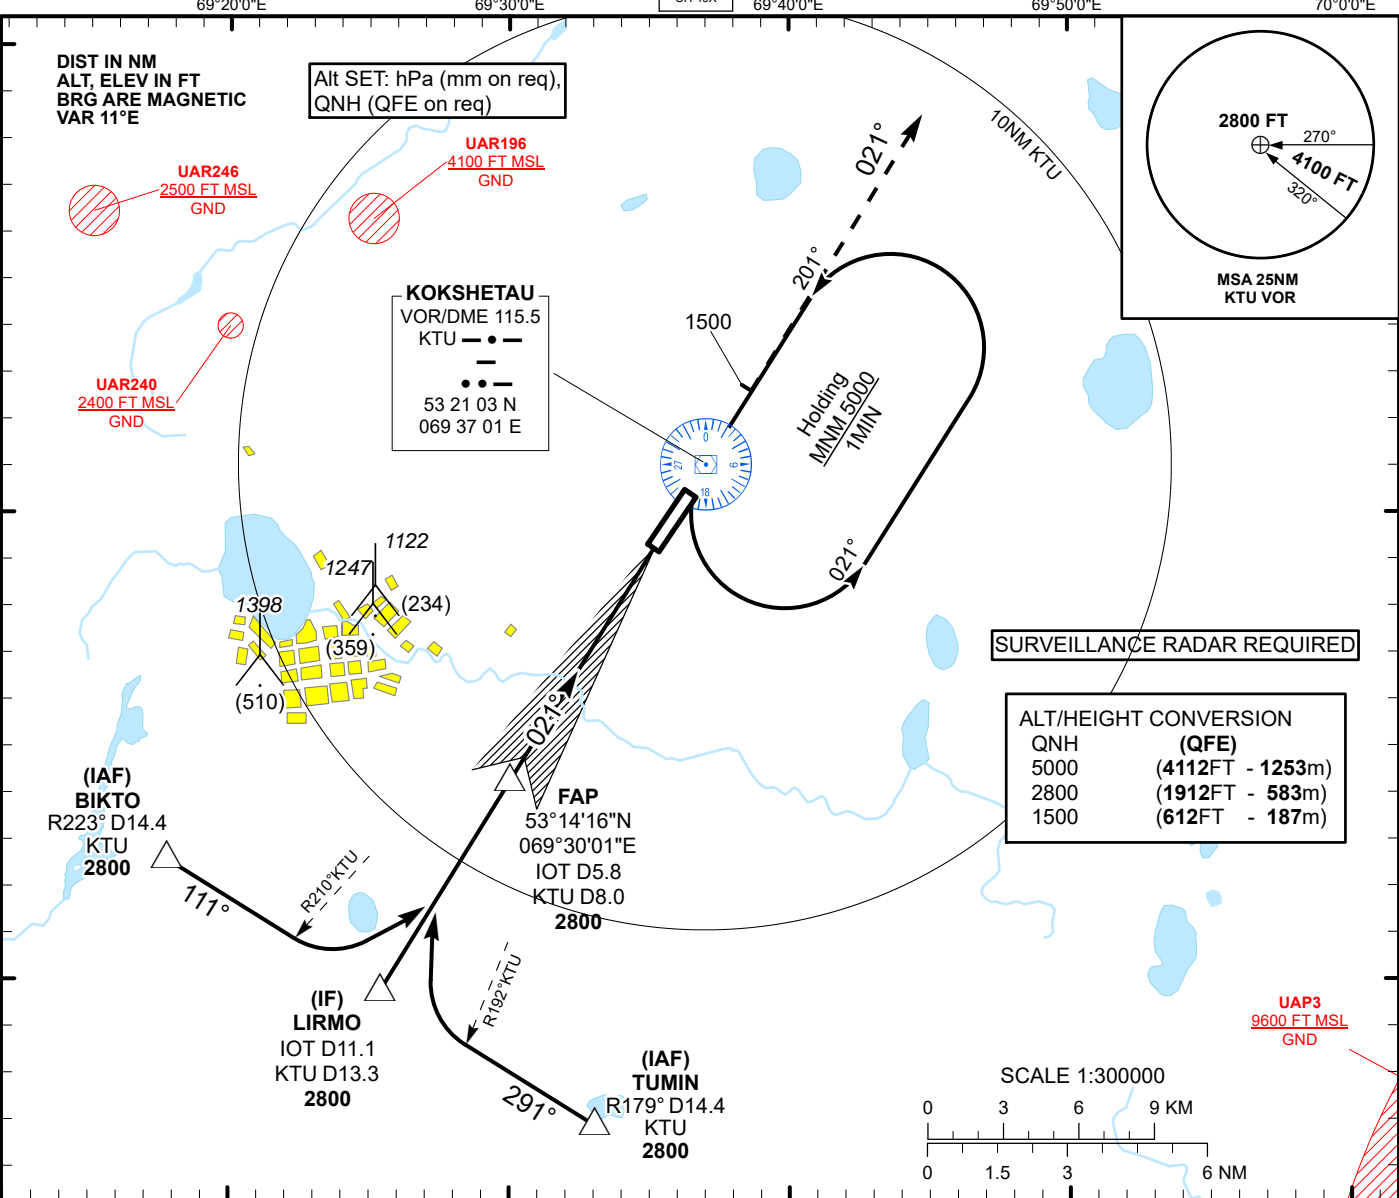 69°20'0"E
69°30'0"E
69°40'0"E
69°50'0"E
70°0'0"E
DIST IN NM
ALT, ELEV IN FT
BRG ARE MAGNETIC
VAR 11°E
Alt SET: hPa (mm on req),
QNH (QFE on req)
UAR246
2500 FT MSL
GND
UAR196
4100 FT MSL
GND
021°
10NM KTU
2800 FT
270°
4100 FT
320°
MSA 25NM
KTU VOR
201°
KOKSHETAU
VOR/DME 115.5
KTU
53 21 03 N
069 37 01 E
1500
UAR240
2400 FT MSL
GND
Holding
MNM 5000
1MIN
0
27
9
18
021°
1122
1247
1398
(234)
(359)
(510)
SURVEILLANCE RADAR REQUIRED
ALT/HEIGHT CONVERSION
QNH (QFE)
5000 (4112FT - 1253m)
2800 (1912FT - 583m)
1500 (612FT - 187m)
021°
(IAF)
BIKTO
R223° D14.4
KTU
2800
FAP
53°14'16"N
069°30'01"E
IOT D5.8
KTU D8.0
2800
111°
R210°KTU
R192°KTU
(IF)
LIRMO
IOT D11.1
KTU D13.3
2800
291°
(IAF)
TUMIN
R179° D14.4
KTU
2800
UAP3
9600 FT MSL
GND
SCALE 1:300000
0 3 6 9 KM
0 1.5 3 6 NM